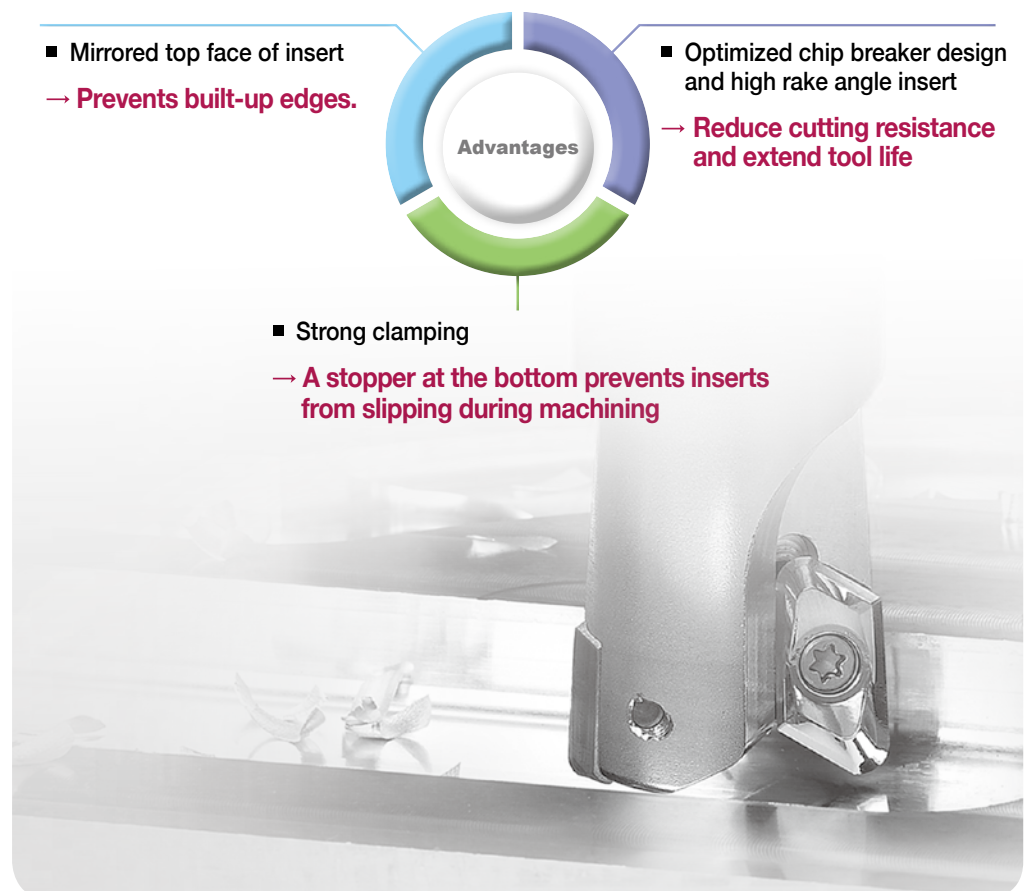 ■ Mirrored top face of insert
→ Prevents built-up edges.
Advantages
■ Optimized chip breaker design
and high rake angle insert
→ Reduce cutting resistance
and extend tool life
■ Strong clamping
→ A stopper at the bottom prevents inserts
from slipping during machining